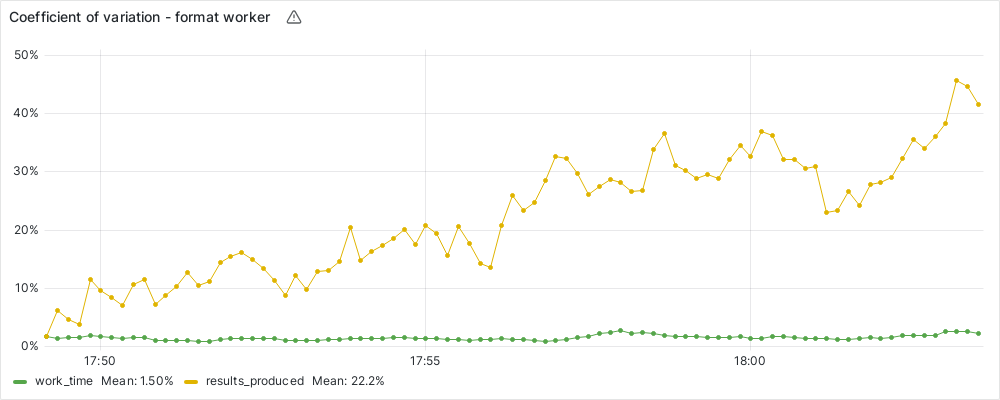 Coefficient of variation - format worker
50%
40%
30%
20%
10%
0%
17:50 17:55 18:00
work_time Mean: 1.50% results_produced Mean: 22.2%